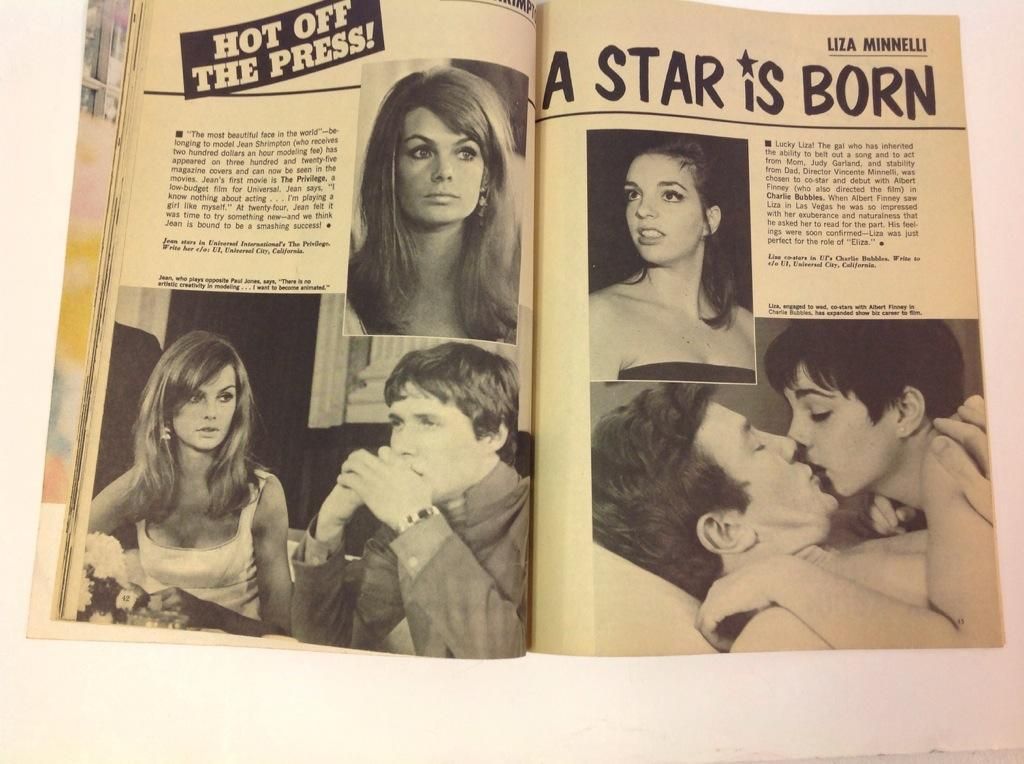 HOT OFF
THE PRESS!
■ "The most beautiful face in the world"—be-
longing to model Jean Shrimpton (who receives
two hundred dollars an hour modeling fee) has
appeared on three hundred and twenty-five
magazine covers and can now be seen in the
movies. Jean's first movie is The Privilege, a
low-budget film for Universal. Jean says, "I
know nothing about acting . . . I'm playing a
girl like myself." At twenty-four, Jean felt it
was time to try something new—and we think
Jean is bound to be a smashing success! ●
Jean stars in Universal International's The Privilege.
Write her c/o: UI, Universal City, California.
Jean, who plays opposite Paul Jones, says, "There is no
artistic creativity in modeling . . . I want to become animated."
42
LIZA MINNELLI
A STAR IS BORN
■ Lucky Liza! The gal who has inherited
the ability to belt out a song and to act
from Mom, Judy Garland, and stability
from Dad, Director Vincente Minnelli, was
chosen to co-star and debut with Albert
Finney (who also directed the film) in
Charlie Bubbles. When Albert Finney saw
Liza in Las Vegas he was so impressed
with her exuberance and naturalness that
he asked her to read for the part. His feel-
ings were soon confirmed—Liza was just
perfect for the role of "Eliza." ●
Liza co-stars in UI's Charlie Bubbles. Write to
c/o UI, Universal City, California.
Liza, engaged to wed, co-stars with Albert Finney in
Charlie Bubbles, has expanded show biz career to film.
43